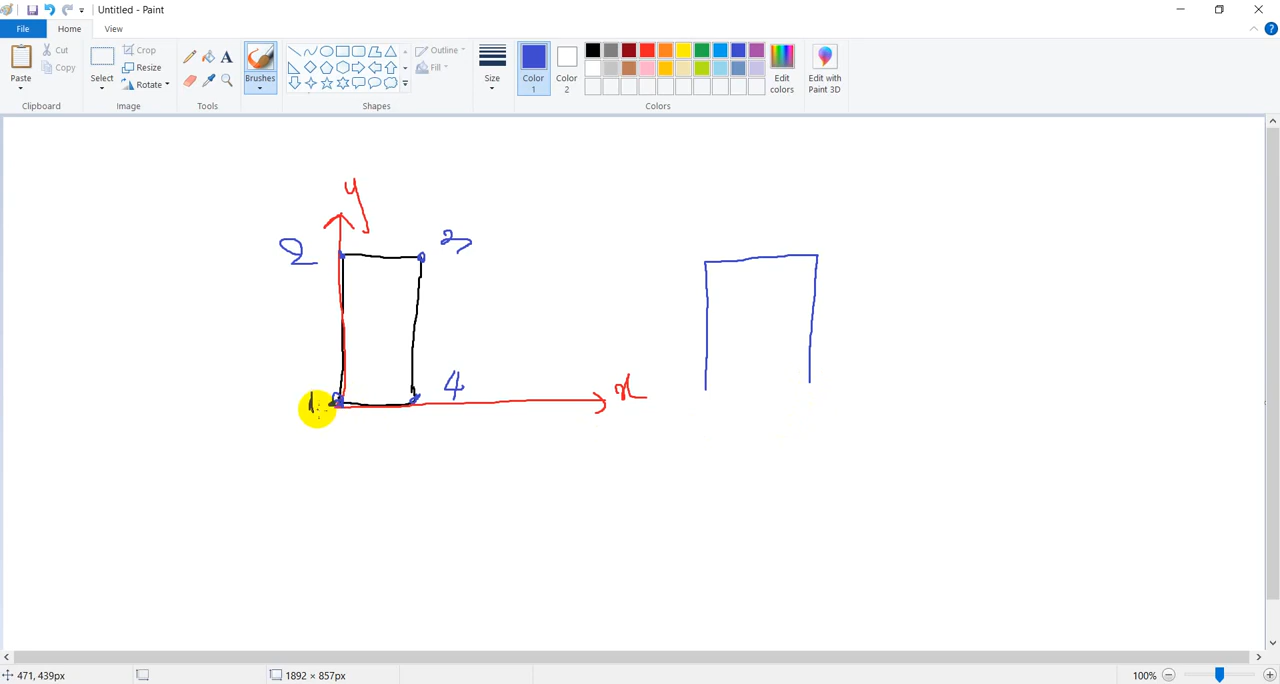 Untitled - Paint
File Home View
Paste
Cut
Copy
Clipboard
Select
Crop
Resize
Rotate
Image
Tools
Brushes
Shapes
Outline
Fill
Size
Color 1
Color 2
Edit colors
Colors
Edit with Paint 3D
y
2 3
1 4 x
471, 439px
1892 × 857px
100%